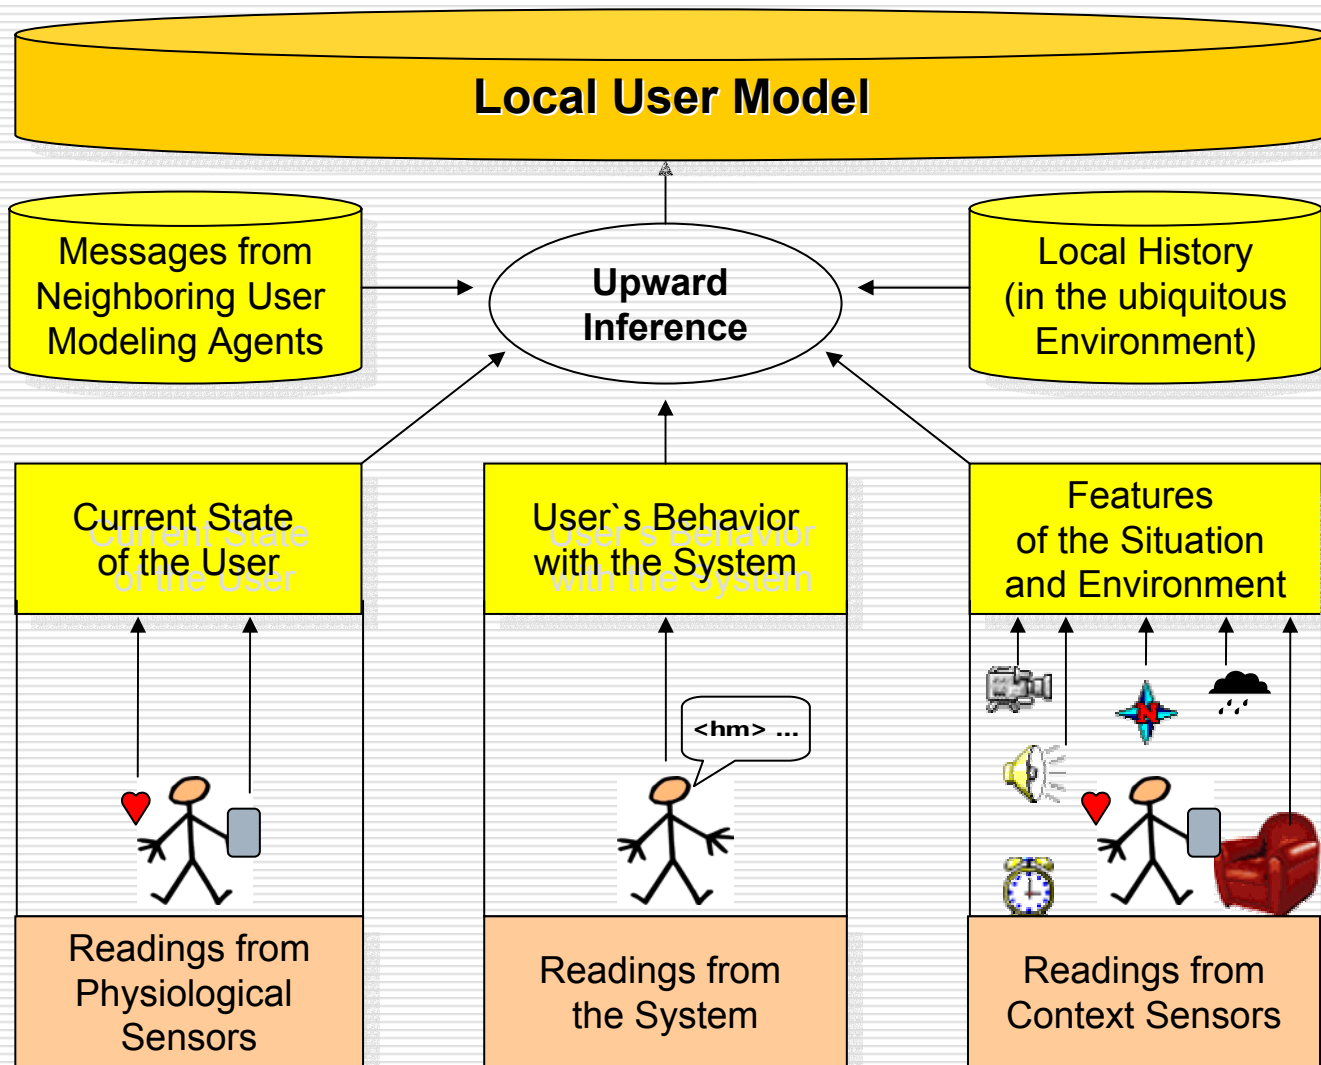 Local User Model
Messages from
Neighboring User
Modeling Agents
Upward
Inference
Local History
(in the ubiquitous
Environment)
Current State
of the User
User`s Behavior
with the System
Features
of the Situation
and Environment
<hm> ...
N
Readings from
Physiological
Sensors
Readings from
the System
Readings from
Context Sensors